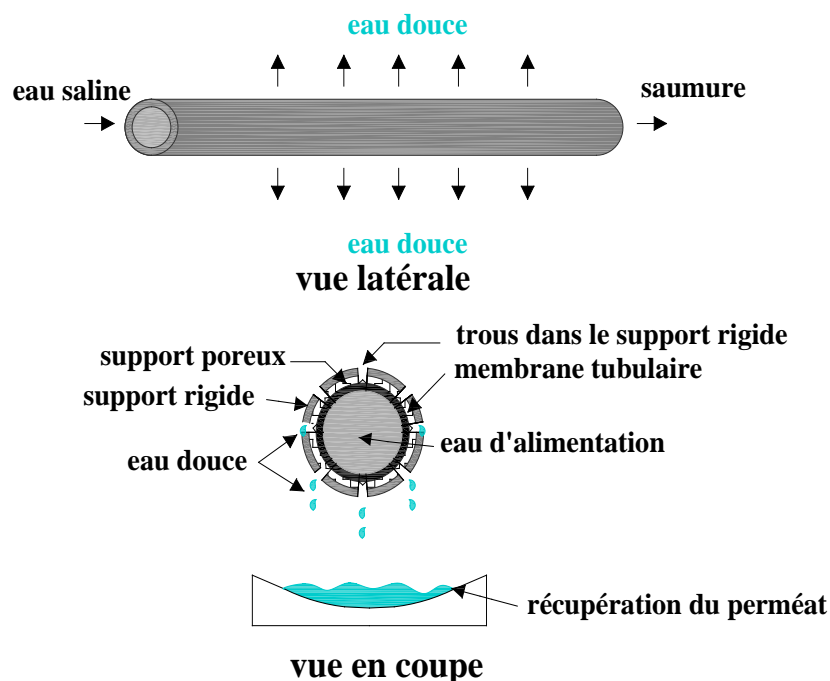 eau douce
eau saline
saumure
eau douce
vue latérale
trous dans le support rigide
support poreux
membrane tubulaire
support rigide
eau d'alimentation
eau douce
récupération du perméat
vue en coupe